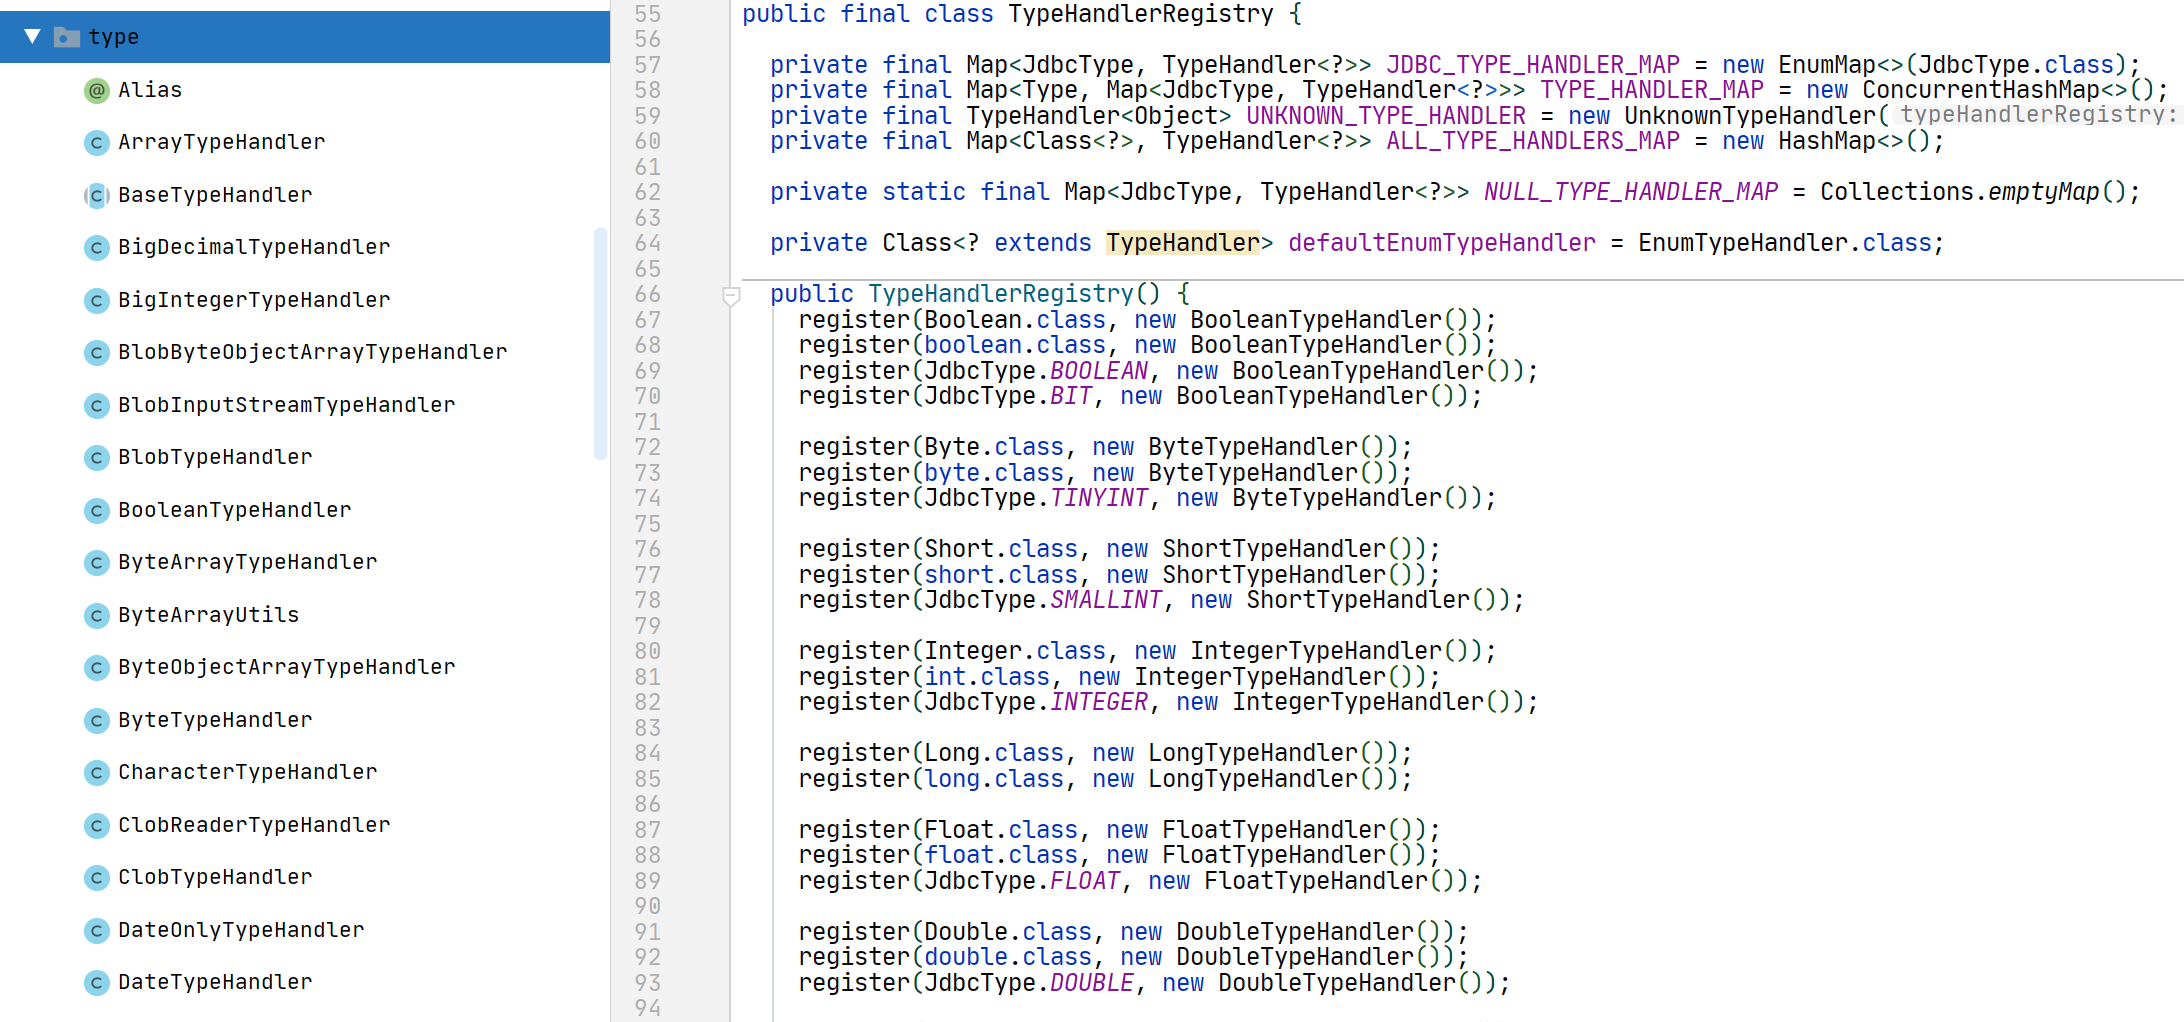 type
Alias
ArrayTypeHandler
BaseTypeHandler
BigDecimalTypeHandler
BigIntegerTypeHandler
BlobByteObjectArrayTypeHandler
BlobInputStreamTypeHandler
BlobTypeHandler
BooleanTypeHandler
ByteArrayTypeHandler
ByteArrayUtils
ByteObjectArrayTypeHandler
ByteTypeHandler
CharacterTypeHandler
ClobReaderTypeHandler
ClobTypeHandler
DateOnlyTypeHandler
DateTypeHandler
55 public final class TypeHandlerRegistry {
56
57 private final Map<JdbcType, TypeHandler<?>> JDBC_TYPE_HANDLER_MAP = new EnumMap<>(JdbcType.class);
58 private final Map<Type, Map<JdbcType, TypeHandler<?>>> TYPE_HANDLER_MAP = new ConcurrentHashMap<>();
59 private final TypeHandler<Object> UNKNOWN_TYPE_HANDLER = new UnknownTypeHandler( typeHandlerRegistry:
60 private final Map<Class<?>, TypeHandler<?>> ALL_TYPE_HANDLERS_MAP = new HashMap<>();
61
62 private static final Map<JdbcType, TypeHandler<?>> NULL_TYPE_HANDLER_MAP = Collections.emptyMap();
63
64 private Class<? extends TypeHandler> defaultEnumTypeHandler = EnumTypeHandler.class;
65
66 public TypeHandlerRegistry() {
67 register(Boolean.class, new BooleanTypeHandler());
68 register(boolean.class, new BooleanTypeHandler());
69 register(JdbcType.BOOLEAN, new BooleanTypeHandler());
70 register(JdbcType.BIT, new BooleanTypeHandler());
71
72 register(Byte.class, new ByteTypeHandler());
73 register(byte.class, new ByteTypeHandler());
74 register(JdbcType.TINYINT, new ByteTypeHandler());
75
76 register(Short.class, new ShortTypeHandler());
77 register(short.class, new ShortTypeHandler());
78 register(JdbcType.SMALLINT, new ShortTypeHandler());
79
80 register(Integer.class, new IntegerTypeHandler());
81 register(int.class, new IntegerTypeHandler());
82 register(JdbcType.INTEGER, new IntegerTypeHandler());
83
84 register(Long.class, new LongTypeHandler());
85 register(long.class, new LongTypeHandler());
86
87 register(Float.class, new FloatTypeHandler());
88 register(float.class, new FloatTypeHandler());
89 register(JdbcType.FLOAT, new FloatTypeHandler());
90
91 register(Double.class, new DoubleTypeHandler());
92 register(double.class, new DoubleTypeHandler());
93 register(JdbcType.DOUBLE, new DoubleTypeHandler());
94